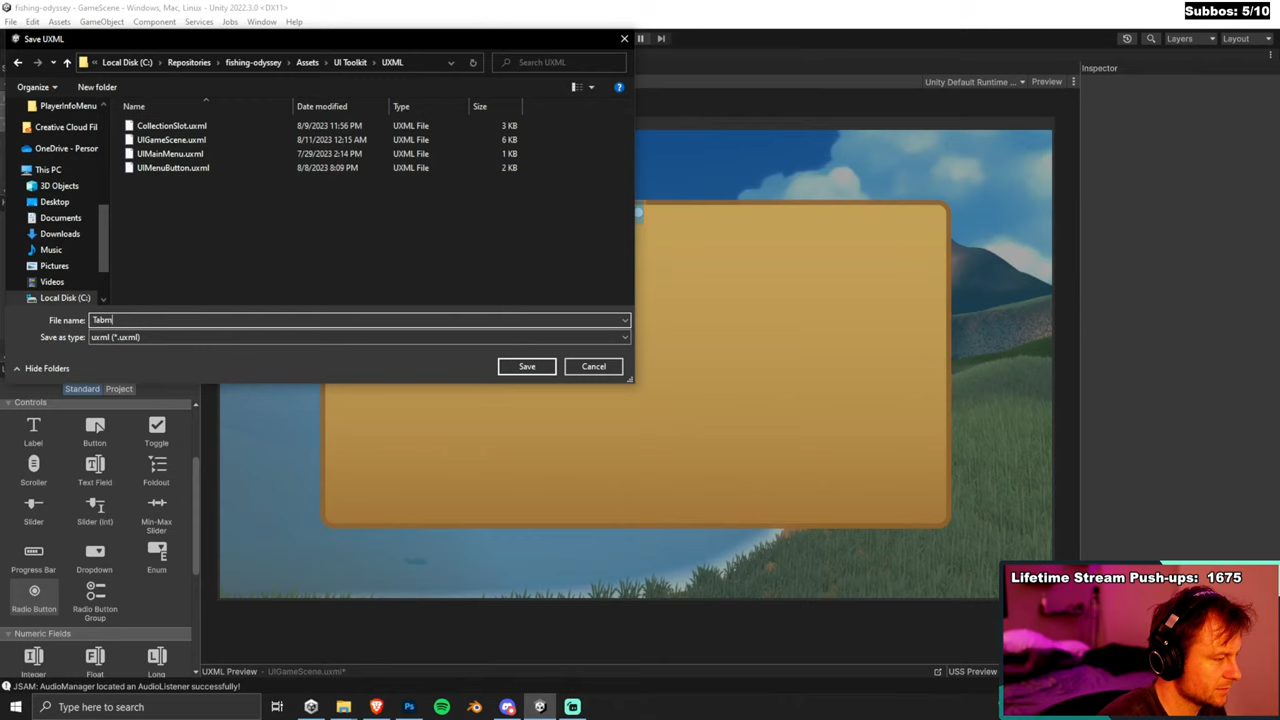 fishing-odyssey - GameScene - Windows, Mac, Linux - Unity 2022.3.0 <DX11>
Subbos: 5/10
File Edit Assets GameObject Component Services Jobs Window Help
Save UXML
Layers Layout
« Local Disk (C:) › Repositories › fishing-odyssey › Assets › UI Toolkit › UXML
Search UXML
Inspector
Organize New folder
Unity Default Runtime ... Preview
PlayerInfoMenu
Name Date modified Type Size
Creative Cloud Fil
CollectionSlot.uxml 8/9/2023 11:56 PM UXML File 3 KB
UIGameScene.uxml 8/11/2023 12:15 AM UXML File 6 KB
OneDrive - Person
UIMainMenu.uxml 7/29/2023 2:14 PM UXML File 1 KB
This PC
UIMenuButton.uxml 8/8/2023 8:09 PM UXML File 2 KB
3D Objects
Desktop
Documents
Downloads
Music
Pictures
Videos
Local Disk (C:)
File name: Tabm
Save as type: uxml (*.uxml)
Hide Folders
Save Cancel
Standard Project
Controls
Label Button Toggle
Scroller Text Field Foldout
Slider Slider (Int) Min-Max Slider
Progress Bar Dropdown Enum
Radio Button Radio Button Group
Lifetime Stream Push-ups: 1675
Numeric Fields
Integer Float Long
UXML Preview UIGameScene.uxml*
USS Preview
JSAM: AudioManager located an AudioListener successfully!
Type here to search